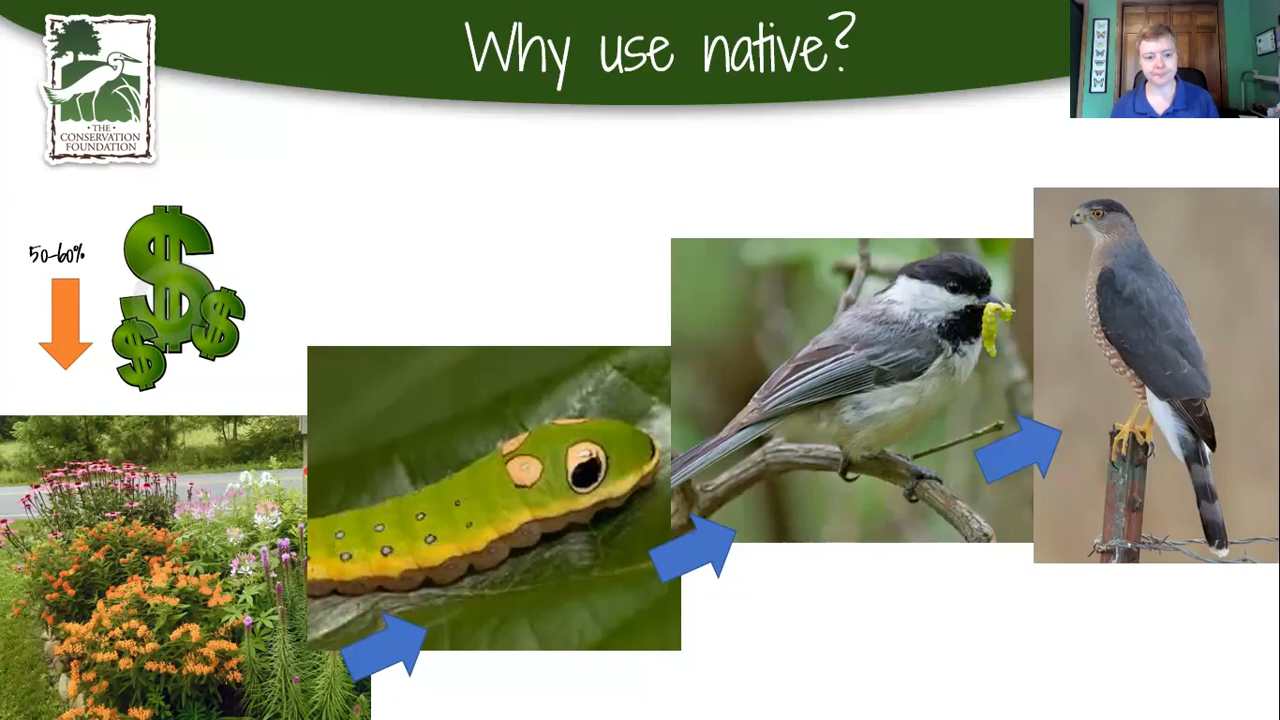 Why use native?
• THE •
CONSERVATION
FOUNDATION
50-60%